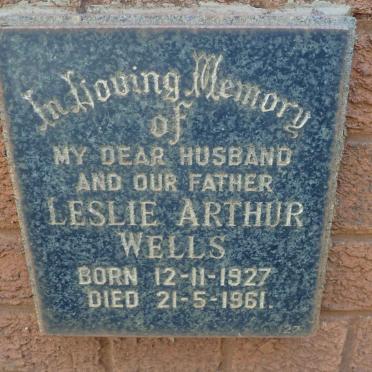 In Loving Memory
of
MY DEAR HUSBAND
AND OUR FATHER
LESLIE ARTHUR
WELLS
BORN 12-11-1927
DIED 21-5-1961.
27